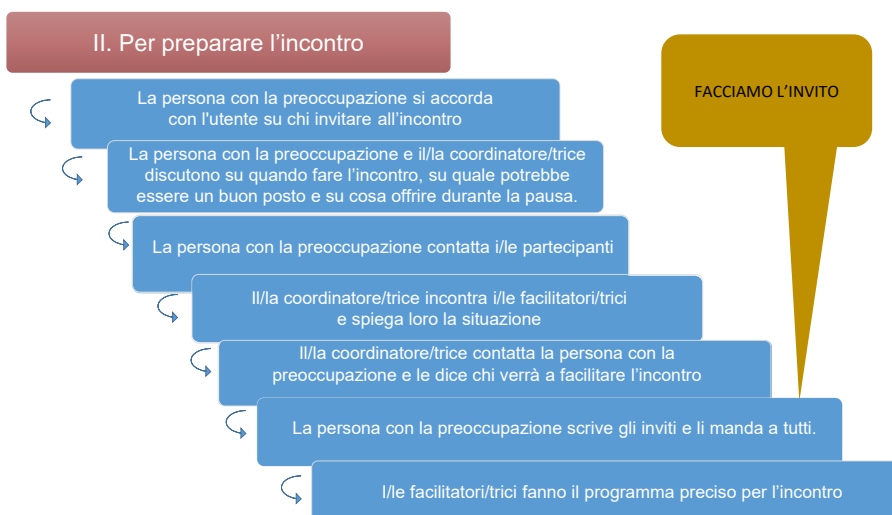 II. Per preparare l’incontro
FACCIAMO L’INVITO
La persona con la preoccupazione si accorda
con l'utente su chi invitare all’incontro
La persona con la preoccupazione e il/la coordinatore/trice
discutono su quando fare l’incontro, su quale potrebbe
essere un buon posto e su cosa offrire durante la pausa.
La persona con la preoccupazione contatta i/le partecipanti
Il/la coordinatore/trice incontra i/le facilitatori/trici
e spiega loro la situazione
Il/la coordinatore/trice contatta la persona con la
preoccupazione e le dice chi verrà a facilitare l’incontro
La persona con la preoccupazione scrive gli inviti e li manda a tutti.
I/le facilitatori/trici fanno il programma preciso per l’incontro